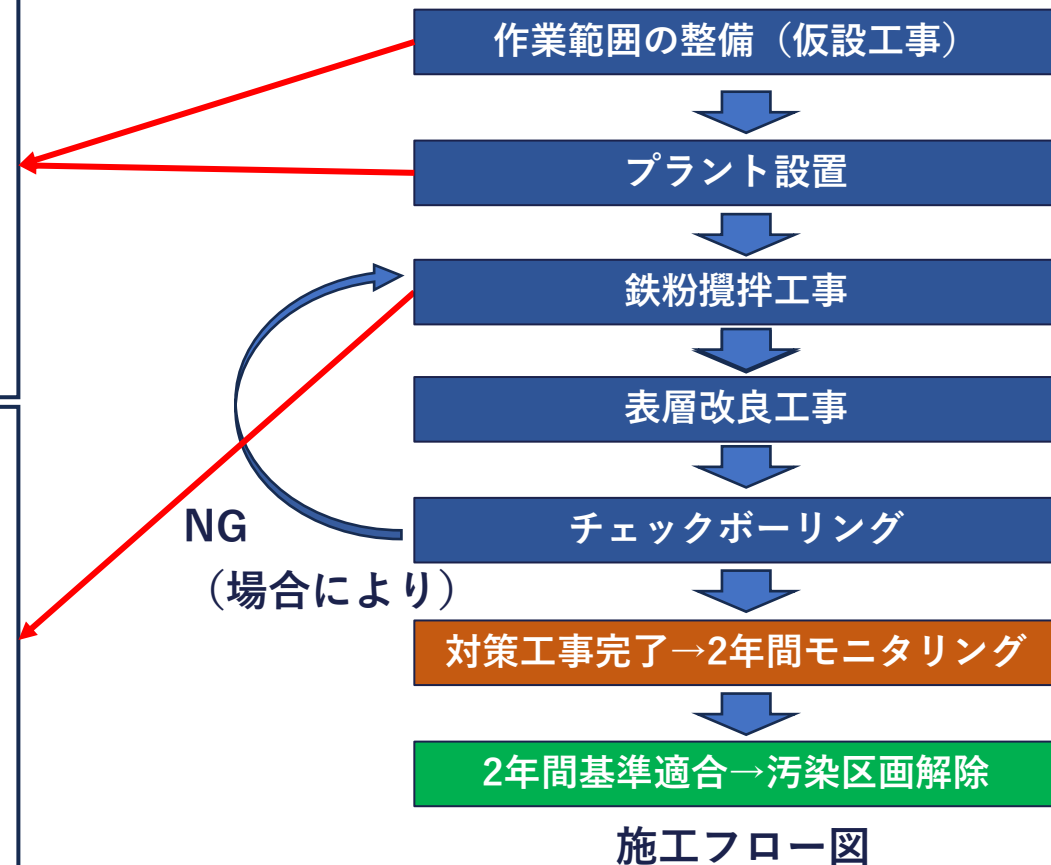 作業範囲の整備（仮設工事）
プラント設置
鉄粉攪拌工事
表層改良工事
チェックボーリング
NG
（場合により）
対策工事完了→2年間モニタリング
2年間基準適合→汚染区画解除
施工フロー図